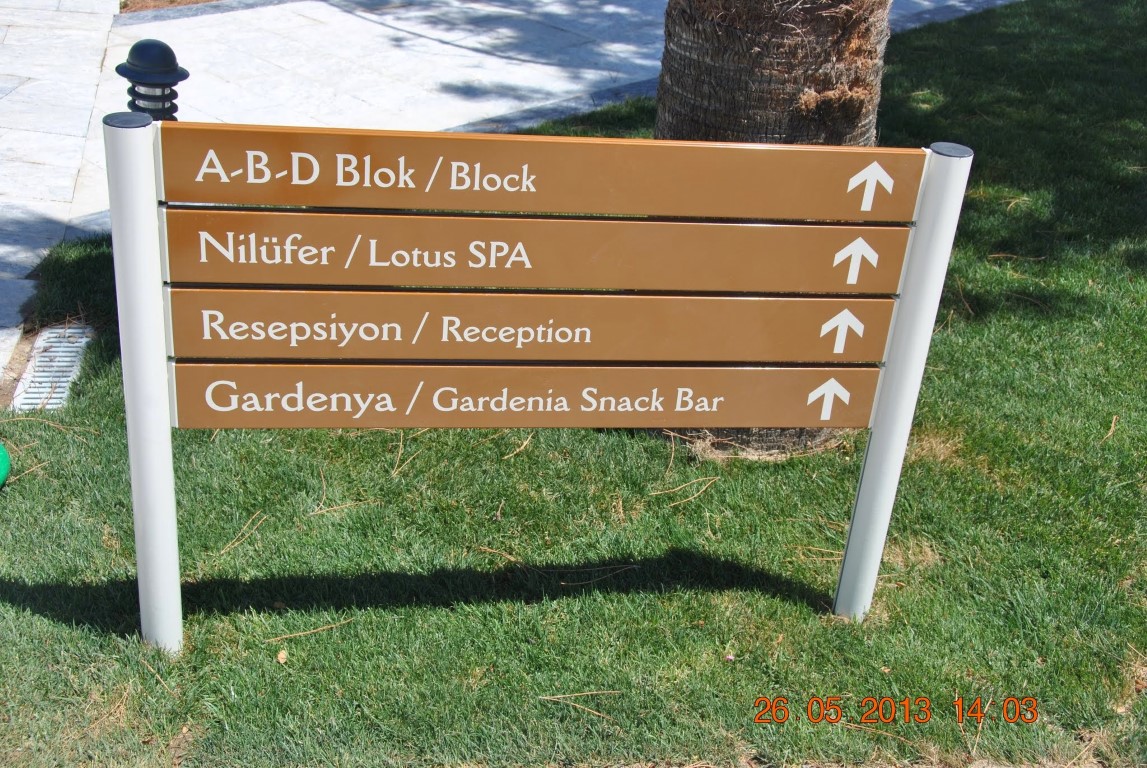 A-B-D Blok / Block
Nilüfer / Lotus SPA
Resepsiyon / Reception
Gardenya / Gardenia Snack Bar
26 05 2013 14:03